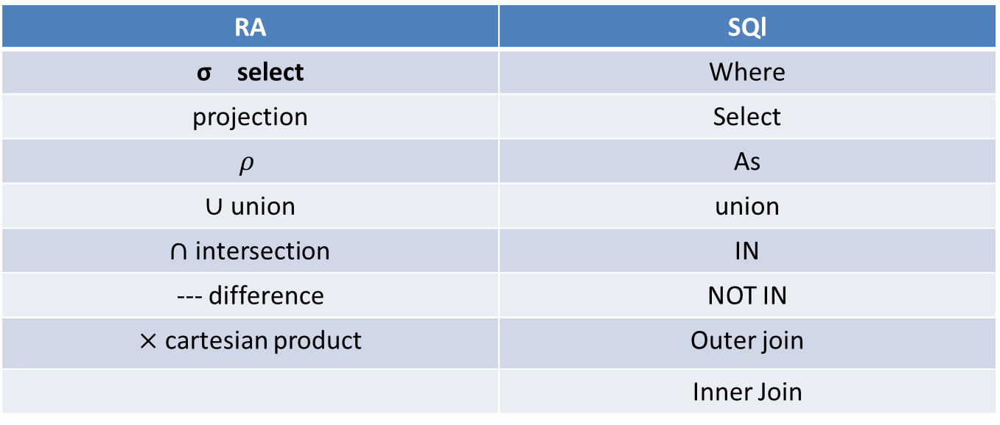 RA SQl
σ select Where
projection Select
ρ As
∪ union union
∩ intersection IN
--- difference NOT IN
× cartesian product Outer join
Inner Join